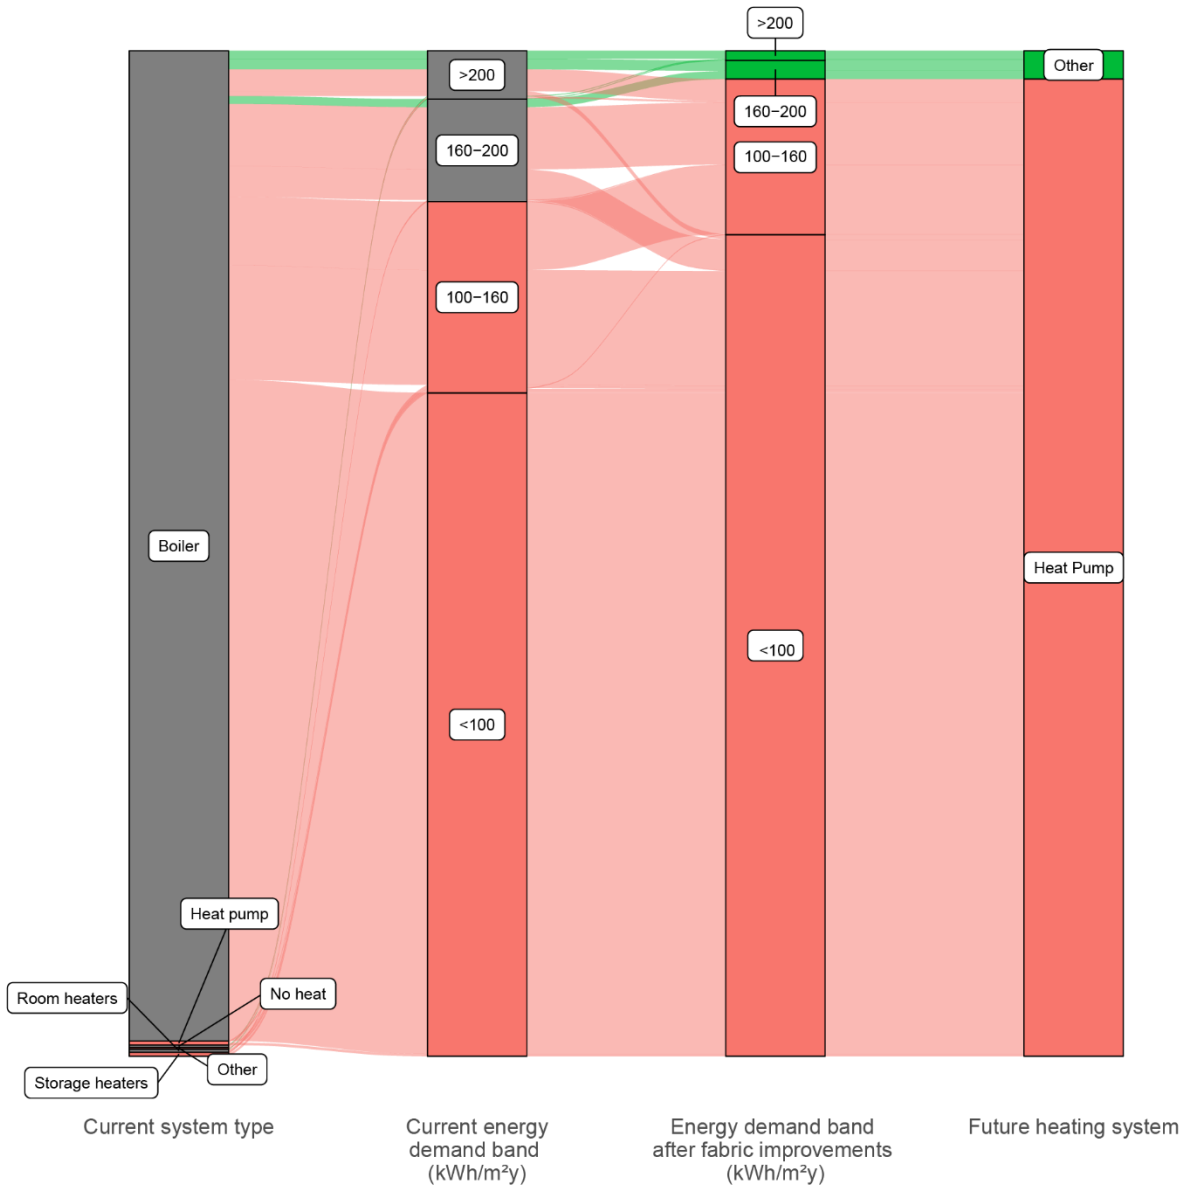 >200
>200
Other
160−200
160−200
100−160
100−160
Boiler
Heat Pump
<100
<100
Heat pump
Room heaters
No heat
Other
Storage heaters
Current system type
Current energy
demand band
(kWh/m²y)
Energy demand band
after fabric improvements
(kWh/m²y)
Future heating system